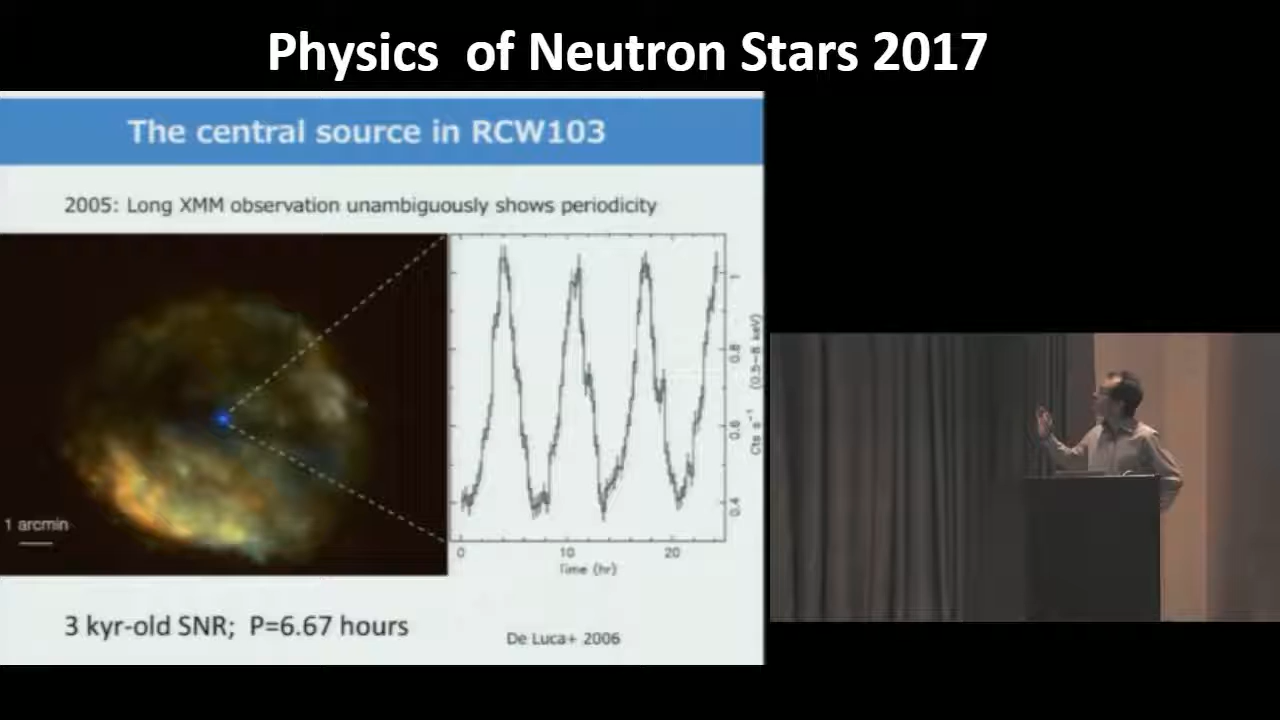 Physics of Neutron Stars 2017
The central source in RCW103
2005: Long XMM observation unambiguously shows periodicity
1 arcmin
0 10 20
Time (hr)
0.4 0.6 0.8 1
Cts s⁻¹ (0.5–8 keV)
3 kyr-old SNR; P=6.67 hours
De Luca+ 2006